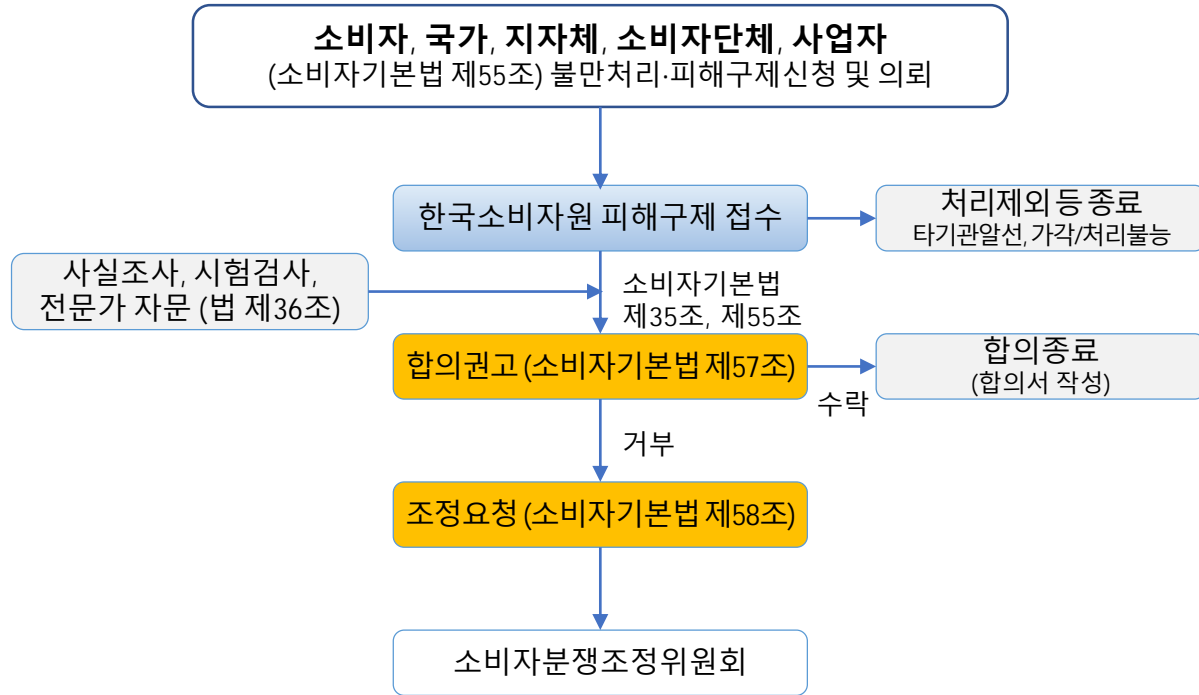 소비자, 국가, 지자체, 소비자단체, 사업자
(소비자기본법 제55조) 불만처리·피해구제신청 및 의뢰
한국소비자원 피해구제 접수
처리제외 등 종료
타기관알선, 가각/처리불능
사실조사, 시험검사,
전문가 자문 (법 제36조)
소비자기본법
제35조, 제55조
합의권고 (소비자기본법 제57조)
합의종료
(합의서 작성)
수락
거부
조정요청 (소비자기본법 제58조)
소비자분쟁조정위원회